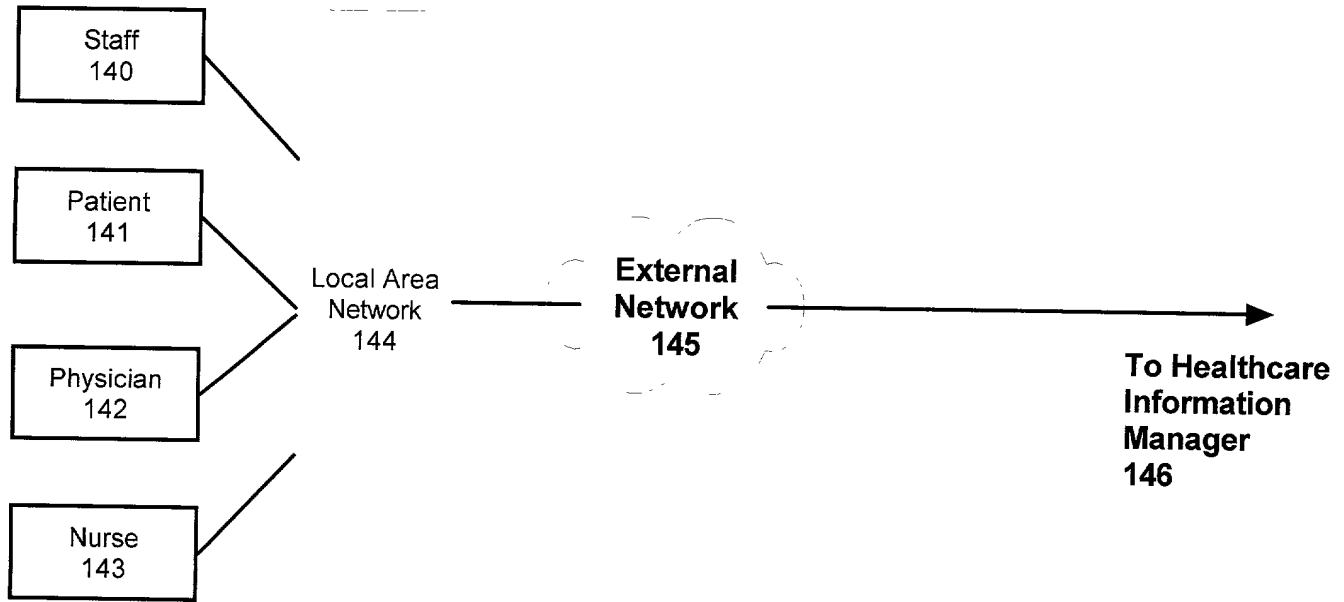 Staff
140
Patient
141
Physician
142
Nurse
143
Local Area
Network
144
External
Network
145
To Healthcare
Information
Manager
146